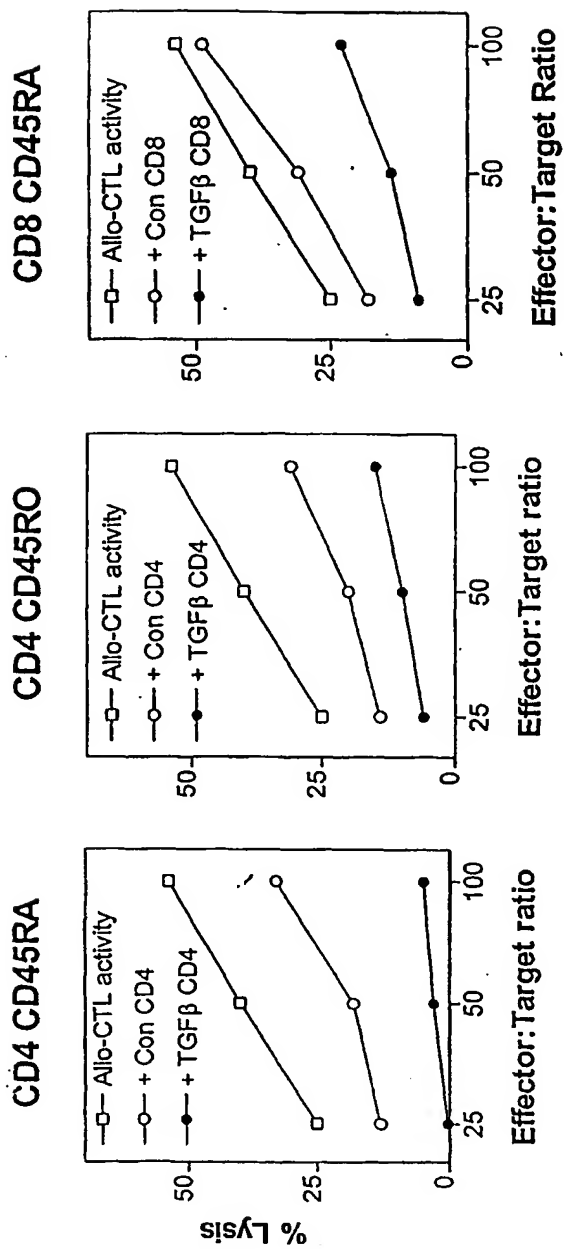 CD4 CD45RA
% Lysis
50
25
0
Allo-CTL activity
+ Con CD4
+ TGFβ CD4
25
50
100
Effector:Target ratio
CD4 CD45RO
50
25
0
Allo-CTL activity
+ Con CD4
+ TGFβ CD4
25
50
100
Effector:Target ratio
CD8 CD45RA
50
25
0
Allo-CTL activity
+ Con CD8
+ TGFβ CD8
25
50
100
Effector:Target Ratio